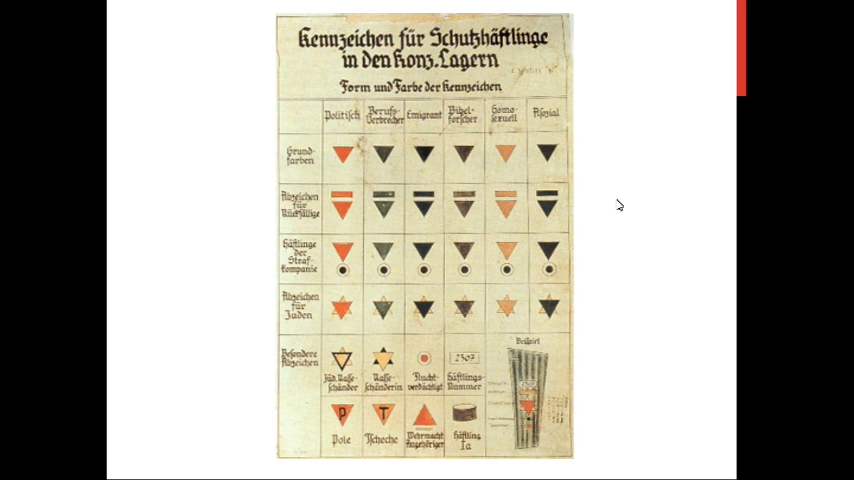 Kennzeichen für Schutzhäftlinge
in den Konz.Lagern
Form und Farbe der Kennzeichen
Politisch
Berufs-
Verbrecher
Emigrant
Bibel-
forscher
Homo-
sexuell
Asozial
Grund-
farben
Abzeichen
für
Rückfällige
Häftlinge
der
Straf-
kompanie
Abzeichen
für
Juden
Besondere
Abzeichen
Jüd. Rasse-
schänder
Rasse-
schänderin
Flucht-
verdächtigt
2307
Häftlings-
Nummer
Beispiel
P
Pole
T
Tscheche
Wehrmacht
Angehöriger
Häftling
Ia